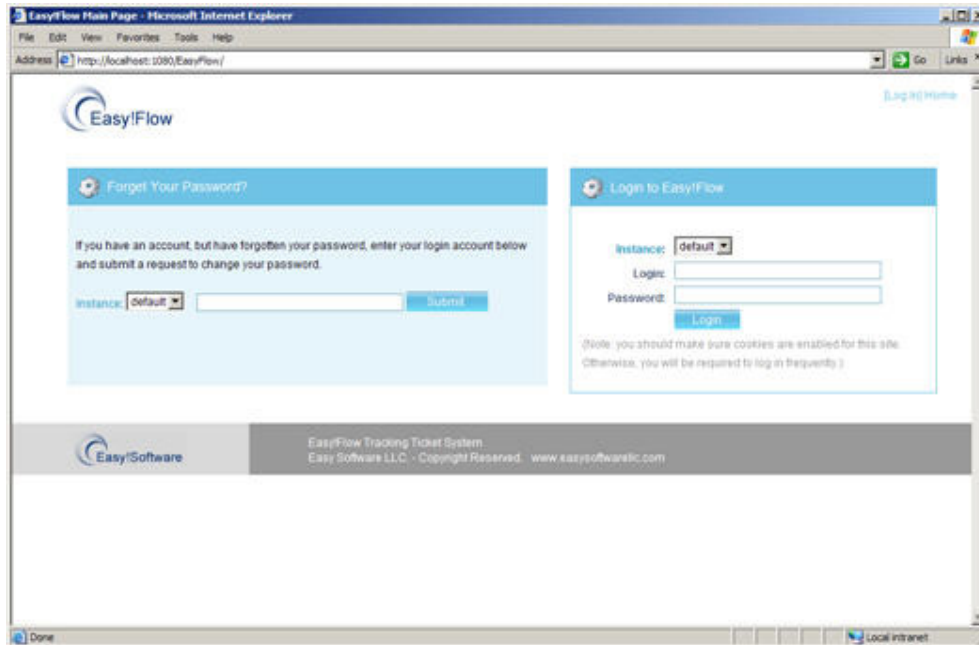 Easy!Flow Main Page - Microsoft Internet Explorer
File Edit View Favorites Tools Help
Address http://localhost:1080/EasyFlow/ Go Links
[Log In] Home
Easy!Flow
Forget Your Password?
If you have an account, but have forgotten your password, enter your login account below
and submit a request to change your password.
Instance: default Submit
Login to Easy!Flow
Instance: default
Login:
Password:
Login
(Note: you should make sure cookies are enabled for this site.
Otherwise, you will be required to log in frequently.)
Easy!Software
Easy!Flow Tracking Ticket System
Easy Software LLC. - Copyright Reserved. www.easysoftwarellc.com
Done Local intranet